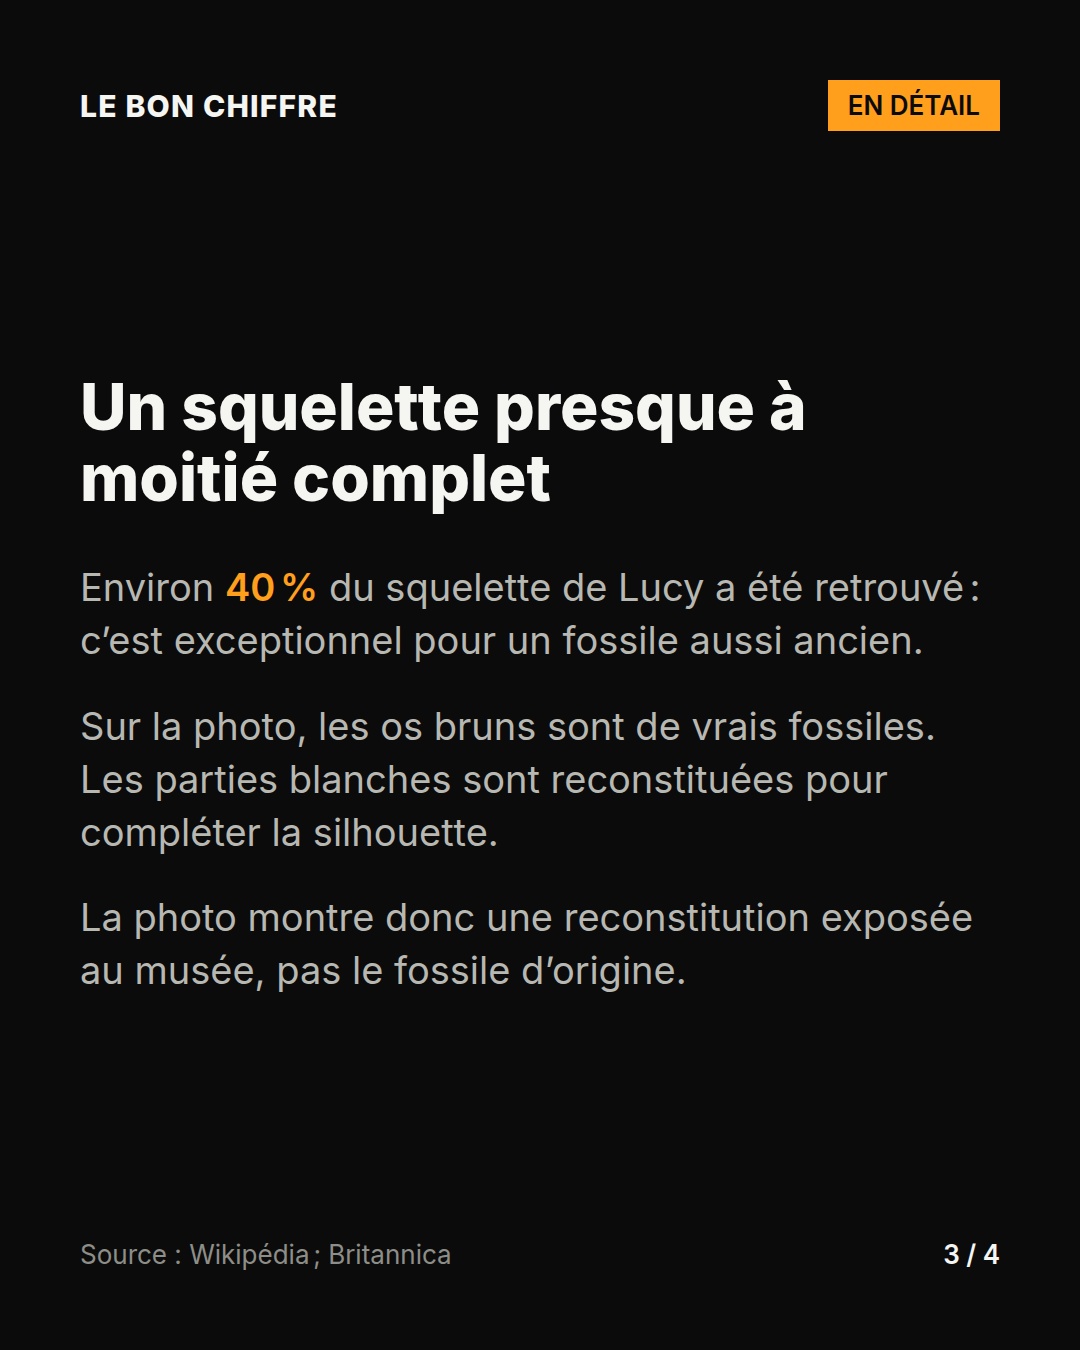 LE BON CHIFFRE
EN DÉTAIL
Un squelette presque à
moitié complet
Environ 40 % du squelette de Lucy a été retrouvé :
c’est exceptionnel pour un fossile aussi ancien.
Sur la photo, les os bruns sont de vrais fossiles.
Les parties blanches sont reconstituées pour
compléter la silhouette.
La photo montre donc une reconstitution exposée
au musée, pas le fossile d’origine.
Source : Wikipédia ; Britannica
3 / 4